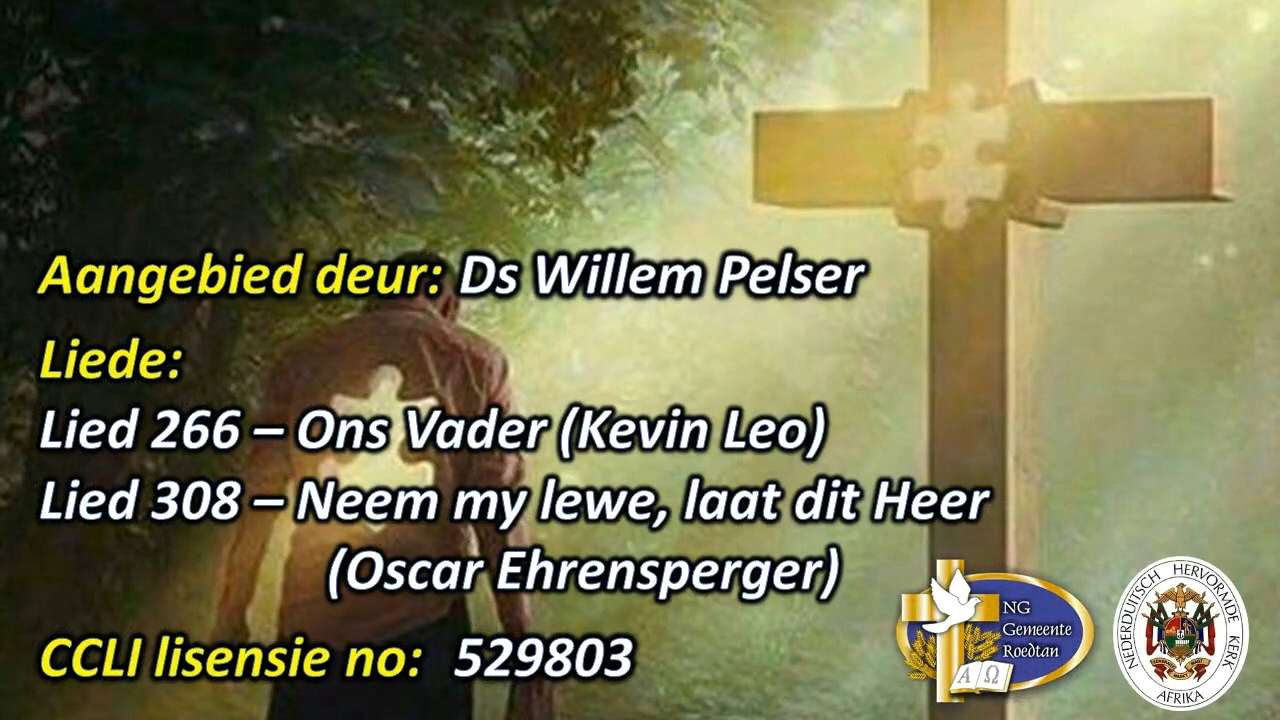 Aangebied deur: Ds Willem Pelser
Liede:
Lied 266 – Ons Vader (Kevin Leo)
Lied 308 – Neem my lewe, laat dit Heer
(Oscar Ehrensperger)
CCLI lisensie no: 529803
NG
Gemeente
Roedtan
A Ω
NEDERDUITSCH HERVORMDE KERK
AFRIKA